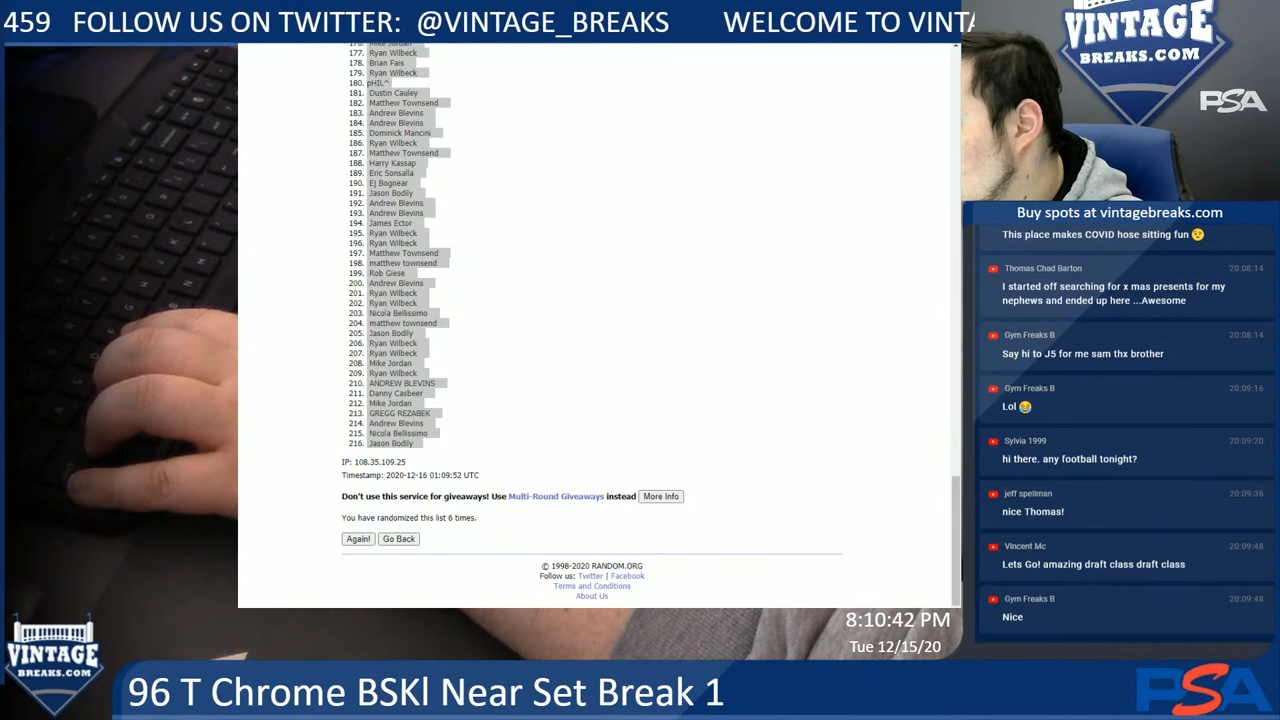 459 FOLLOW US ON TWITTER: @VINTAGE_BREAKS WELCOME TO VINTA
VINTAGE
BREAKS.COM
PSA
176. Mike Jordan
177. Ryan Wilbeck
178. Brian Fais
179. Ryan Wilbeck
180. pHIL^
181. Dustin Cauley
182. Matthew Townsend
183. Andrew Blevins
184. Andrew Blevins
185. Dominick Mancini
186. Ryan Wilbeck
187. Matthew Townsend
188. Harry Kassap
189. Eric Sonsalla
190. Ej Bognear
191. Jason Bodily
192. Andrew Blevins
193. Andrew Blevins
194. James Ector
195. Ryan Wilbeck
196. Ryan Wilbeck
197. Matthew Townsend
198. matthew townsend
199. Rob Giese
200. Andrew Blevins
201. Ryan Wilbeck
202. Ryan Wilbeck
203. Nicola Bellissimo
204. matthew townsend
205. Jason Bodily
206. Ryan Wilbeck
207. Ryan Wilbeck
208. Mike Jordan
209. Ryan Wilbeck
210. ANDREW BLEVINS
211. Danny Casbeer
212. Mike Jordan
213. GREGG REZABEK
214. Andrew Blevins
215. Nicola Bellissimo
216. Jason Bodily
IP: 108.35.109.25
Timestamp: 2020-12-16 01:09:52 UTC
Don't use this service for giveaways! Use Multi-Round Giveaways instead More Info
You have randomized this list 6 times.
Again! Go Back
© 1998-2020 RANDOM.ORG
Follow us: Twitter | Facebook
Terms and Conditions
About Us
Buy spots at vintagebreaks.com
This place makes COVID hose sitting fun 😉
Thomas Chad Barton 20:08:14
I started off searching for x mas presents for my
nephews and ended up here ...Awesome
Gym Freaks B 20:08:14
Say hi to J5 for me sam thx brother
Gym Freaks B 20:09:16
Lol 😂
Sylvia 1999 20:09:20
hi there. any football tonight?
jeff spellman 20:09:36
nice Thomas!
Vincent Mc 20:09:48
Lets Go! amazing draft class draft class
Gym Freaks B 20:09:48
Nice
8:10:42 PM
Tue 12/15/20
VINTAGE
BREAKS.COM
96 T Chrome BSKl Near Set Break 1
PSA